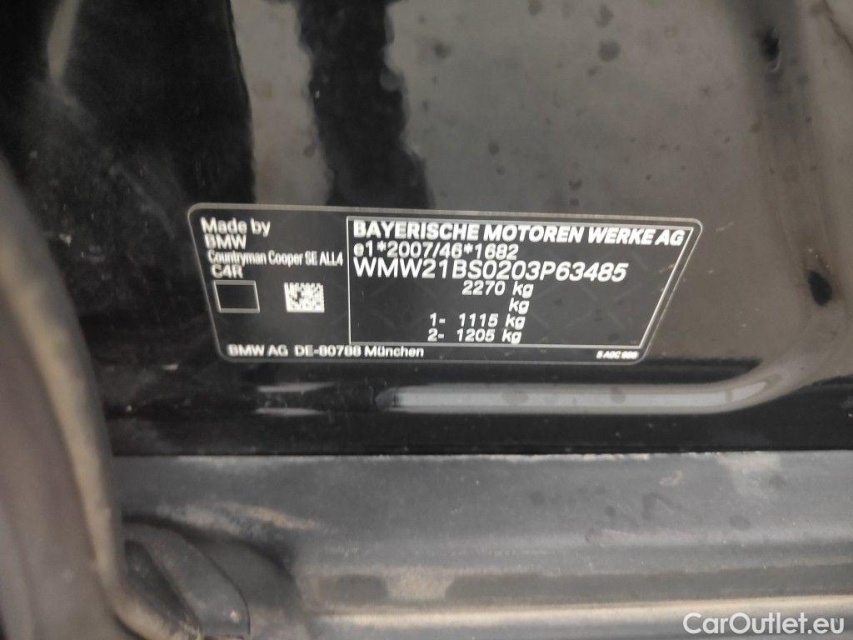 Made by
BMW
Countryman Cooper SE ALL4
C4R
BAYERISCHE MOTOREN WERKE AG
e1*2007/46*1682
WMW21BS0203P63485
2270 kg
kg
1- 1115 kg
2- 1205 kg
BMW AG DE-80788 München
CarOutlet.eu